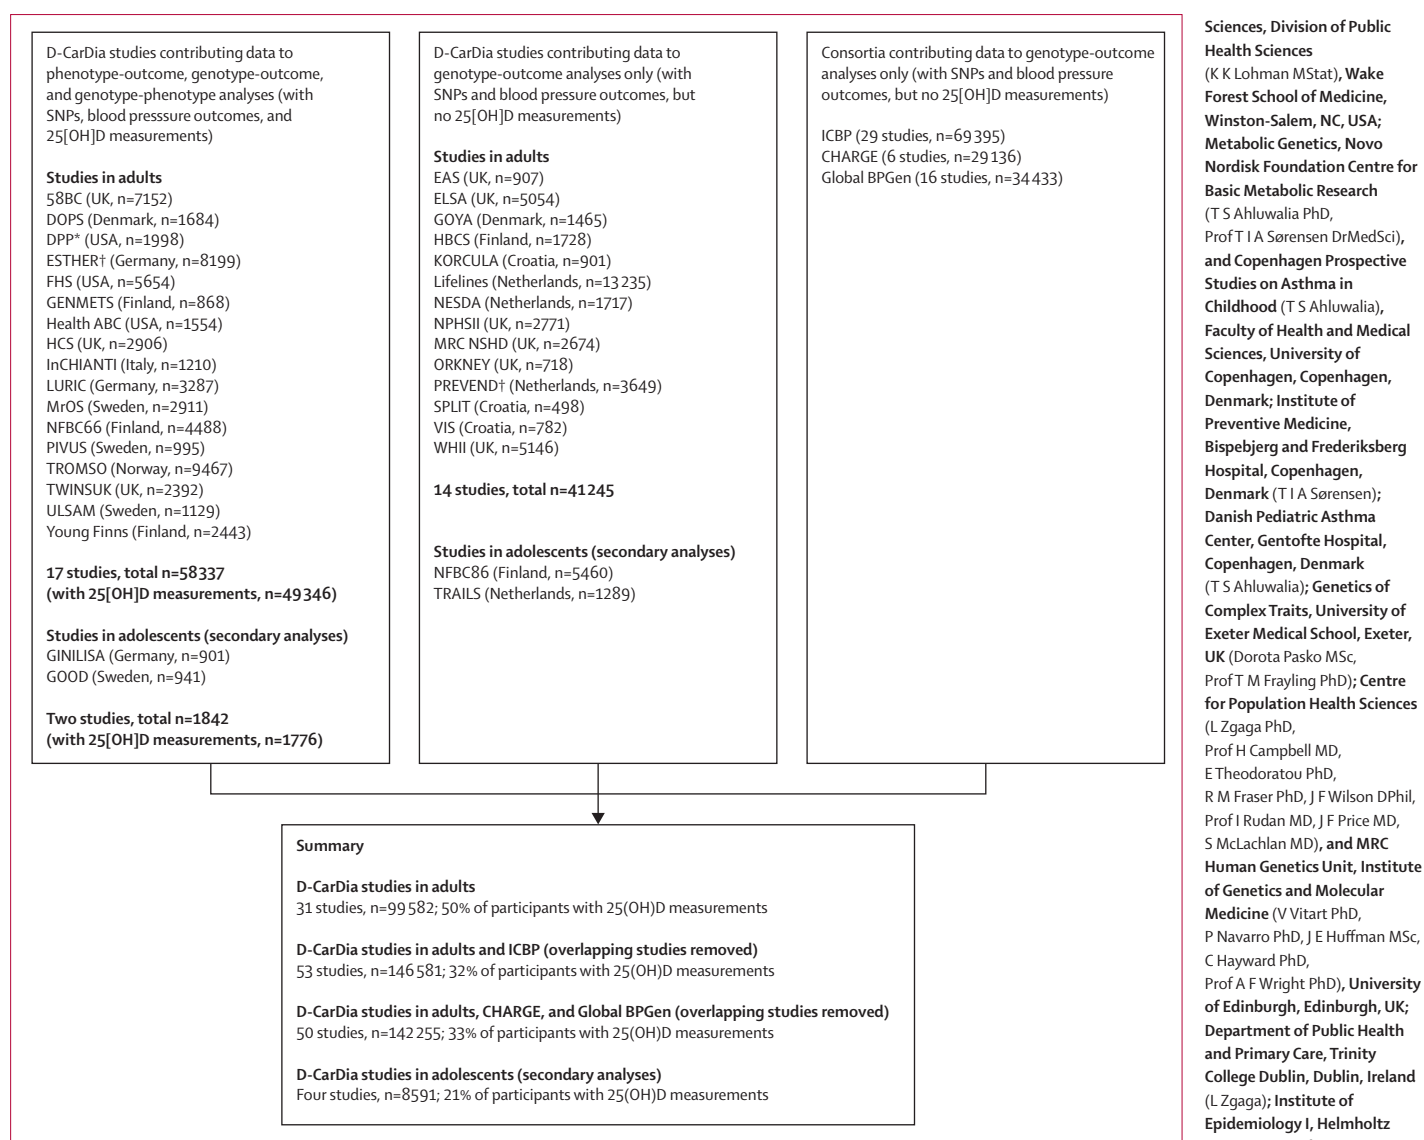 D-CarDia studies contributing data to
phenotype-outcome, genotype-outcome,
and genotype-phenotype analyses (with
SNPs, blood presssure outcomes, and
25[OH]D measurements)
Studies in adults
58BC (UK, n=7152)
DOPS (Denmark, n=1684)
DPP* (USA, n=1998)
ESTHER† (Germany, n=8199)
FHS (USA, n=5654)
GENMETS (Finland, n=868)
Health ABC (USA, n=1554)
HCS (UK, n=2906)
InCHIANTI (Italy, n=1210)
LURIC (Germany, n=3287)
MrOS (Sweden, n=2911)
NFBC66 (Finland, n=4488)
PIVUS (Sweden, n=995)
TROMSO (Norway, n=9467)
TWINSUK (UK, n=2392)
ULSAM (Sweden, n=1129)
Young Finns (Finland, n=2443)
17 studies, total n=58337
(with 25[OH]D measurements, n=49346)
Studies in adolescents (secondary analyses)
GINILISA (Germany, n=901)
GOOD (Sweden, n=941)
Two studies, total n=1842
(with 25[OH]D measurements, n=1776)
D-CarDia studies contributing data to
genotype-outcome analyses only (with
SNPs and blood pressure outcomes, but
no 25[OH]D measurements)
Studies in adults
EAS (UK, n=907)
ELSA (UK, n=5054)
GOYA (Denmark, n=1465)
HBCS (Finland, n=1728)
KORCULA (Croatia, n=901)
Lifelines (Netherlands, n=13235)
NESDA (Netherlands, n=1717)
NPHSII (UK, n=2771)
MRC NSHD (UK, n=2674)
ORKNEY (UK, n=718)
PREVEND† (Netherlands, n=3649)
SPLIT (Croatia, n=498)
VIS (Croatia, n=782)
WHII (UK, n=5146)
14 studies, total n=41245
Studies in adolescents (secondary analyses)
NFBC86 (Finland, n=5460)
TRAILS (Netherlands, n=1289)
Consortia contributing data to genotype-outcome
analyses only (with SNPs and blood pressure
outcomes, but no 25[OH]D measurements)
ICBP (29 studies, n=69395)
CHARGE (6 studies, n=29136)
Global BPGen (16 studies, n=34433)
Summary
D-CarDia studies in adults
31 studies, n=99582; 50% of participants with 25(OH)D measurements
D-CarDia studies in adults and ICBP (overlapping studies removed)
53 studies, n=146581; 32% of participants with 25(OH)D measurements
D-CarDia studies in adults, CHARGE, and Global BPGen (overlapping studies removed)
50 studies, n=142255; 33% of participants with 25(OH)D measurements
D-CarDia studies in adolescents (secondary analyses)
Four studies, n=8591; 21% of participants with 25(OH)D measurements
Sciences, Division of Public
Health Sciences
(K K Lohman MStat), Wake
Forest School of Medicine,
Winston-Salem, NC, USA;
Metabolic Genetics, Novo
Nordisk Foundation Centre for
Basic Metabolic Research
(T S Ahluwalia PhD,
Prof T I A Sørensen DrMedSci),
and Copenhagen Prospective
Studies on Asthma in
Childhood (T S Ahluwalia),
Faculty of Health and Medical
Sciences, University of
Copenhagen, Copenhagen,
Denmark; Institute of
Preventive Medicine,
Bispebjerg and Frederiksberg
Hospital, Copenhagen,
Denmark (T I A Sørensen);
Danish Pediatric Asthma
Center, Gentofte Hospital,
Copenhagen, Denmark
(T S Ahluwalia); Genetics of
Complex Traits, University of
Exeter Medical School, Exeter,
UK (Dorota Pasko MSc,
Prof T M Frayling PhD); Centre
for Population Health Sciences
(L Zgaga PhD,
Prof H Campbell MD,
E Theodoratou PhD,
R M Fraser PhD, J F Wilson DPhil,
Prof I Rudan MD, J F Price MD,
S McLachlan MD), and MRC
Human Genetics Unit, Institute
of Genetics and Molecular
Medicine (V Vitart PhD,
P Navarro PhD, J E Huffman MSc,
C Hayward PhD,
Prof A F Wright PhD), University
of Edinburgh, Edinburgh, UK;
Department of Public Health
and Primary Care, Trinity
College Dublin, Dublin, Ireland
(L Zgaga); Institute of
Epidemiology I, Helmholtz